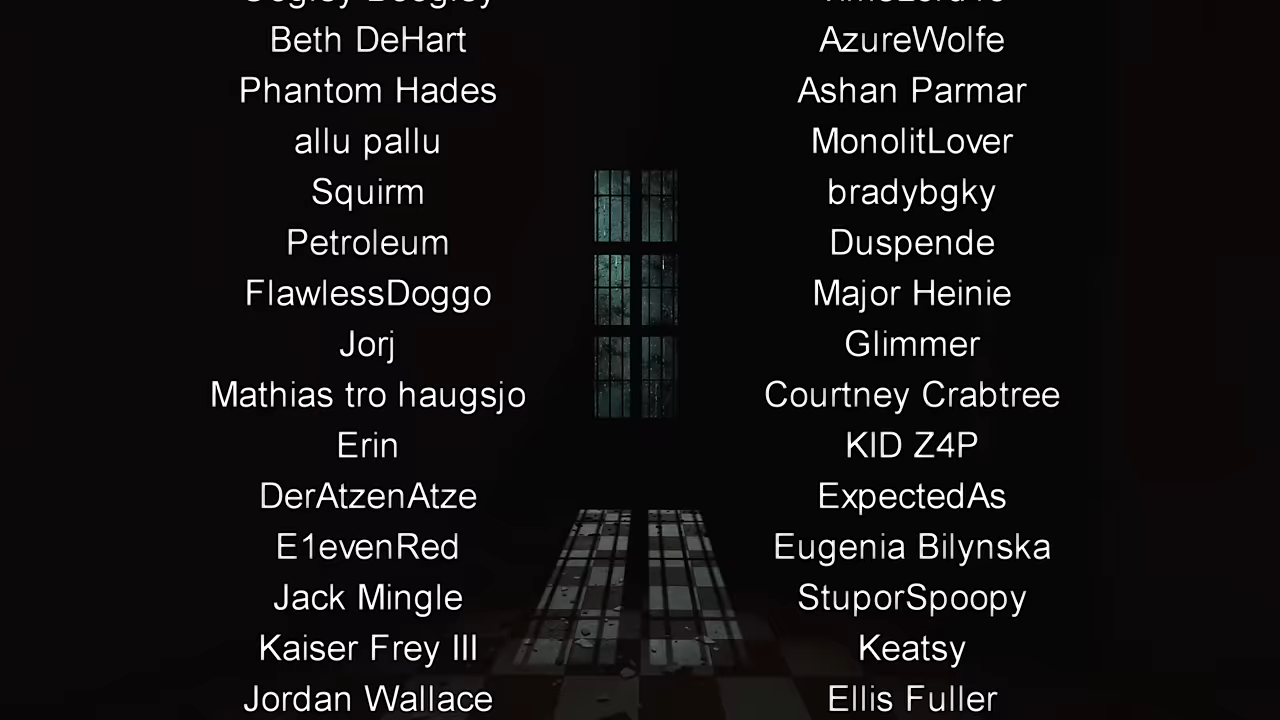 Beth DeHart
Phantom Hades
allu pallu
Squirm
Petroleum
FlawlessDoggo
Jorj
Mathias tro haugsjo
Erin
DerAtzenAtze
E1evenRed
Jack Mingle
Kaiser Frey III
Jordan Wallace
AzureWolfe
Ashan Parmar
MonolitLover
bradybgky
Duspende
Major Heinie
Glimmer
Courtney Crabtree
KID Z4P
ExpectedAs
Eugenia Bilynska
StuporSpoopy
Keatsy
Ellis Fuller